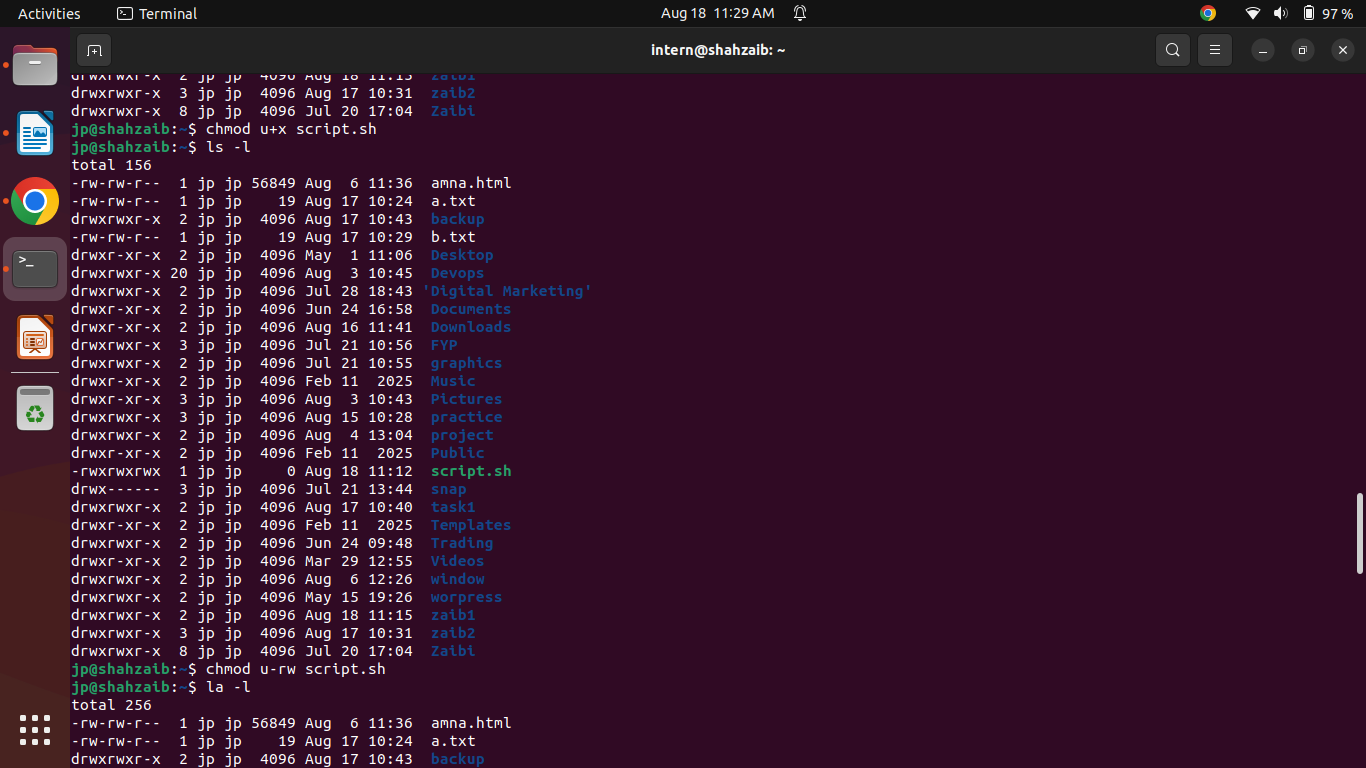 Activities Terminal Aug 18 11:29 AM 97 %
intern@shahzaib: ~
drwxrwxr-x 2 jp jp 4096 Aug 18 11:15 zaib1
drwxrwxr-x 3 jp jp 4096 Aug 17 10:31 zaib2
drwxrwxr-x 8 jp jp 4096 Jul 20 17:04 Zaibi
jp@shahzaib:~$ chmod u+x script.sh
jp@shahzaib:~$ ls -l
total 156
-rw-rw-r-- 1 jp jp 56849 Aug 6 11:36 amna.html
-rw-rw-r-- 1 jp jp 19 Aug 17 10:24 a.txt
drwxrwxr-x 2 jp jp 4096 Aug 17 10:43 backup
-rw-rw-r-- 1 jp jp 19 Aug 17 10:29 b.txt
drwxr-xr-x 2 jp jp 4096 May 1 11:06 Desktop
drwxrwxr-x 20 jp jp 4096 Aug 3 10:45 Devops
drwxrwxr-x 2 jp jp 4096 Jul 28 18:43 'Digital Marketing'
drwxr-xr-x 2 jp jp 4096 Jun 24 16:58 Documents
drwxr-xr-x 2 jp jp 4096 Aug 16 11:41 Downloads
drwxrwxr-x 3 jp jp 4096 Jul 21 10:56 FYP
drwxrwxr-x 2 jp jp 4096 Jul 21 10:55 graphics
drwxr-xr-x 2 jp jp 4096 Feb 11 2025 Music
drwxr-xr-x 3 jp jp 4096 Aug 3 10:43 Pictures
drwxrwxr-x 3 jp jp 4096 Aug 15 10:28 practice
drwxrwxr-x 2 jp jp 4096 Aug 4 13:04 project
drwxr-xr-x 2 jp jp 4096 Feb 11 2025 Public
-rwxrwxrwx 1 jp jp 0 Aug 18 11:12 script.sh
drwx------ 3 jp jp 4096 Jul 21 13:44 snap
drwxrwxr-x 2 jp jp 4096 Aug 17 10:40 task1
drwxr-xr-x 2 jp jp 4096 Feb 11 2025 Templates
drwxrwxr-x 2 jp jp 4096 Jun 24 09:48 Trading
drwxr-xr-x 2 jp jp 4096 Mar 29 12:55 Videos
drwxrwxr-x 2 jp jp 4096 Aug 6 12:26 window
drwxrwxr-x 2 jp jp 4096 May 15 19:26 worpress
drwxrwxr-x 2 jp jp 4096 Aug 18 11:15 zaib1
drwxrwxr-x 3 jp jp 4096 Aug 17 10:31 zaib2
drwxrwxr-x 8 jp jp 4096 Jul 20 17:04 Zaibi
jp@shahzaib:~$ chmod u-rw script.sh
jp@shahzaib:~$ la -l
total 256
-rw-rw-r-- 1 jp jp 56849 Aug 6 11:36 amna.html
-rw-rw-r-- 1 jp jp 19 Aug 17 10:24 a.txt
drwxrwxr-x 2 jp jp 4096 Aug 17 10:43 backup